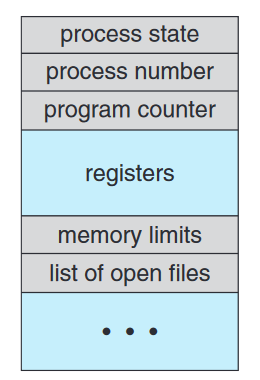 process state
process number
program counter
registers
memory limits
list of open files
• • •